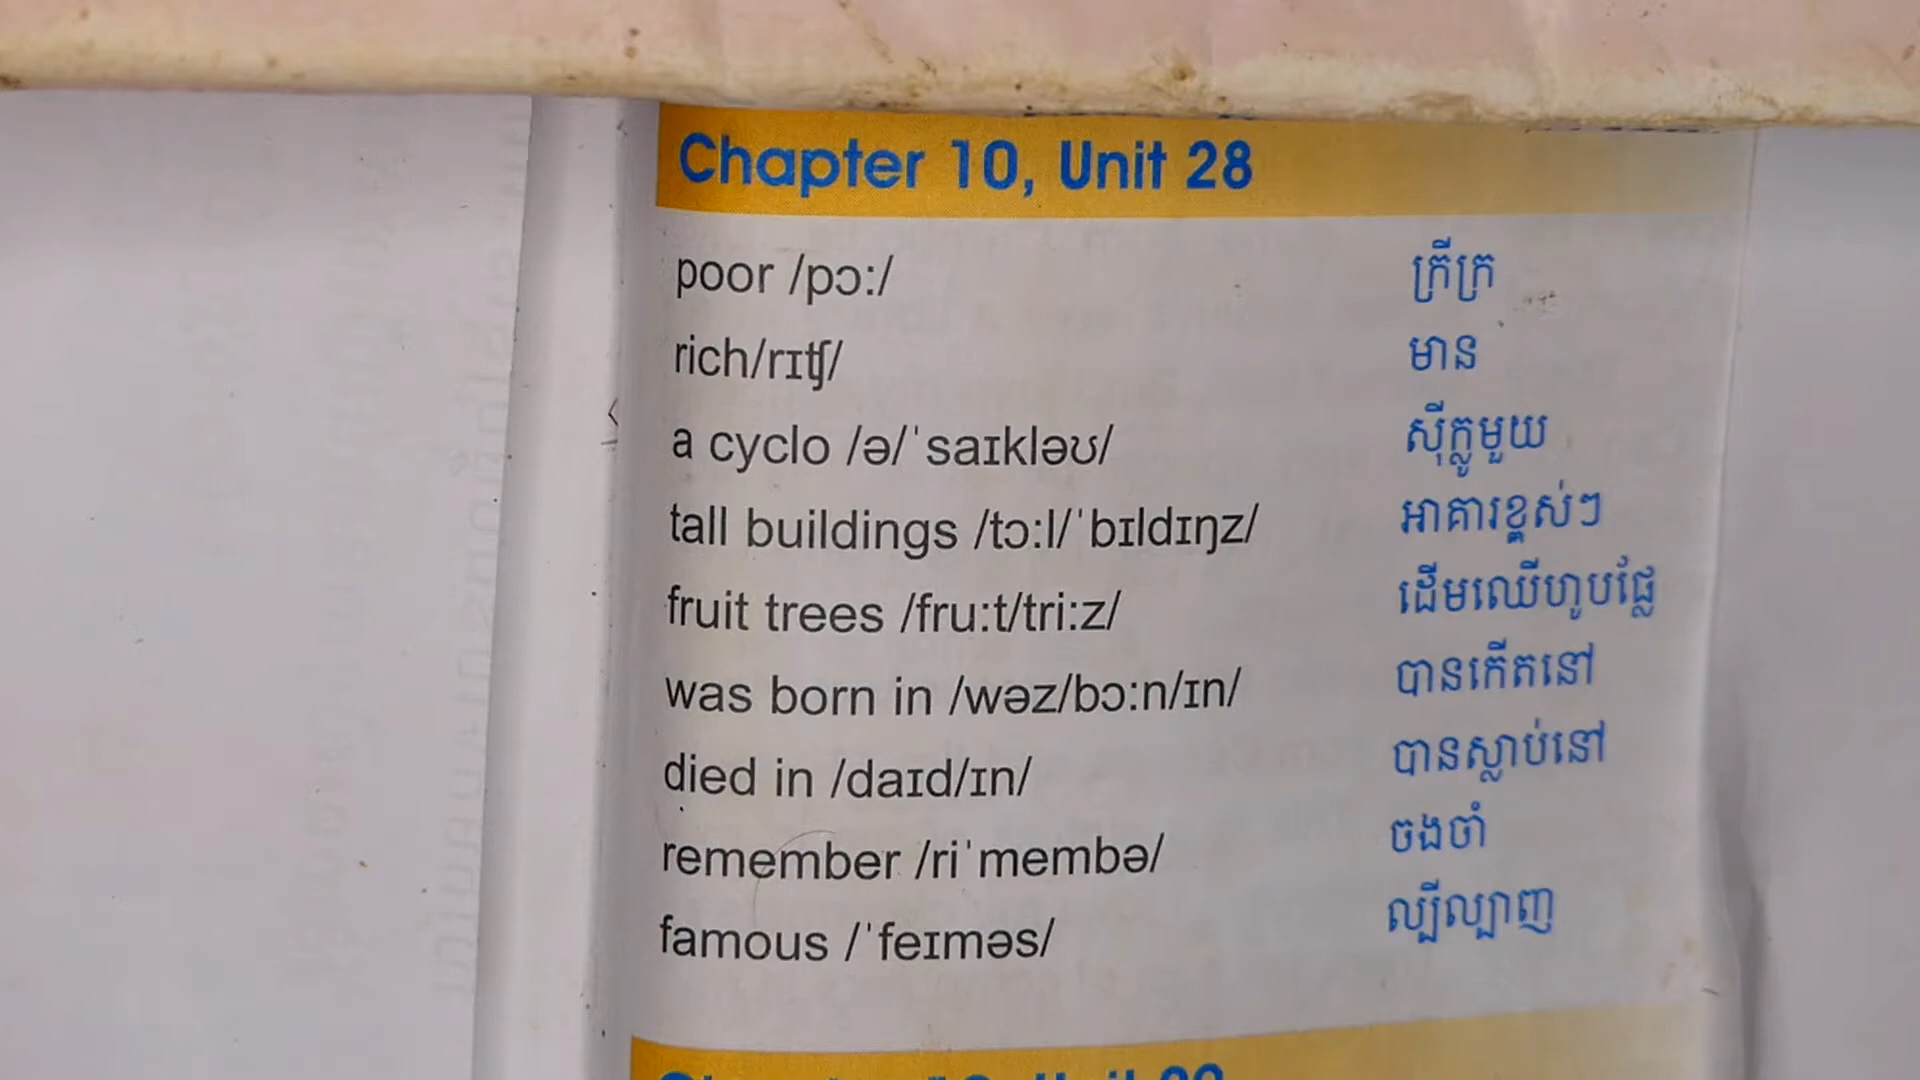 Chapter 10, Unit 28
poor /pɔ:/ ក្រីក្រ
rich/rɪʧ/ មាន
a cyclo /ə/ˈsaɪkləʊ/ ស៊ីក្លូមួយ
tall buildings /tɔ:l/ˈbɪldɪŋz/ អាគារខ្ពស់ៗ
fruit trees /fru:t/tri:z/ ដើមឈើហូបផ្លែ
was born in /wəz/bɔ:n/ɪn/ បានកើតនៅ
died in /daɪd/ɪn/ បានស្លាប់នៅ
remember /riˈmembə/ ចងចាំ
famous /ˈfeɪməs/ ល្បីល្បាញ